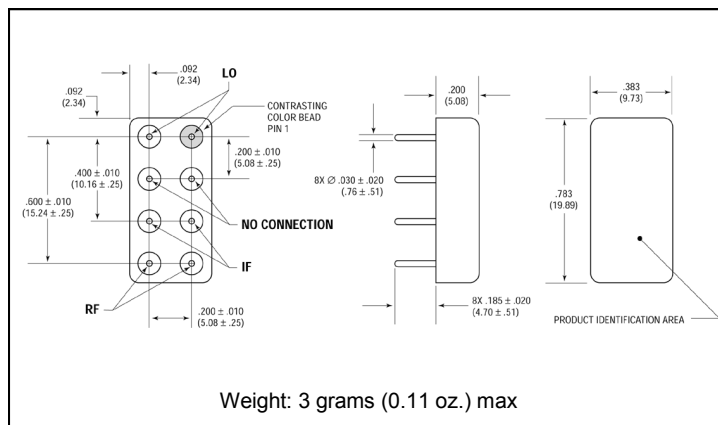 .092
(2.34)
LO
.092
(2.34)
CONTRASTING
COLOR BEAD
PIN 1
.200 ± .010
(5.08 ± .25)
.400 ± .010
(10.16 ± .25)
.600 ± .010
(15.24 ± .25)
NO CONNECTION
IF
RF
.200 ± .010
(5.08 ± .25)
.200
(5.08)
8X Ø .030 ± .020
(.76 ± .51)
8X .185 ± .020
(4.70 ± .51)
.383
(9.73)
.783
(19.89)
PRODUCT IDENTIFICATION AREA
Weight: 3 grams (0.11 oz.) max